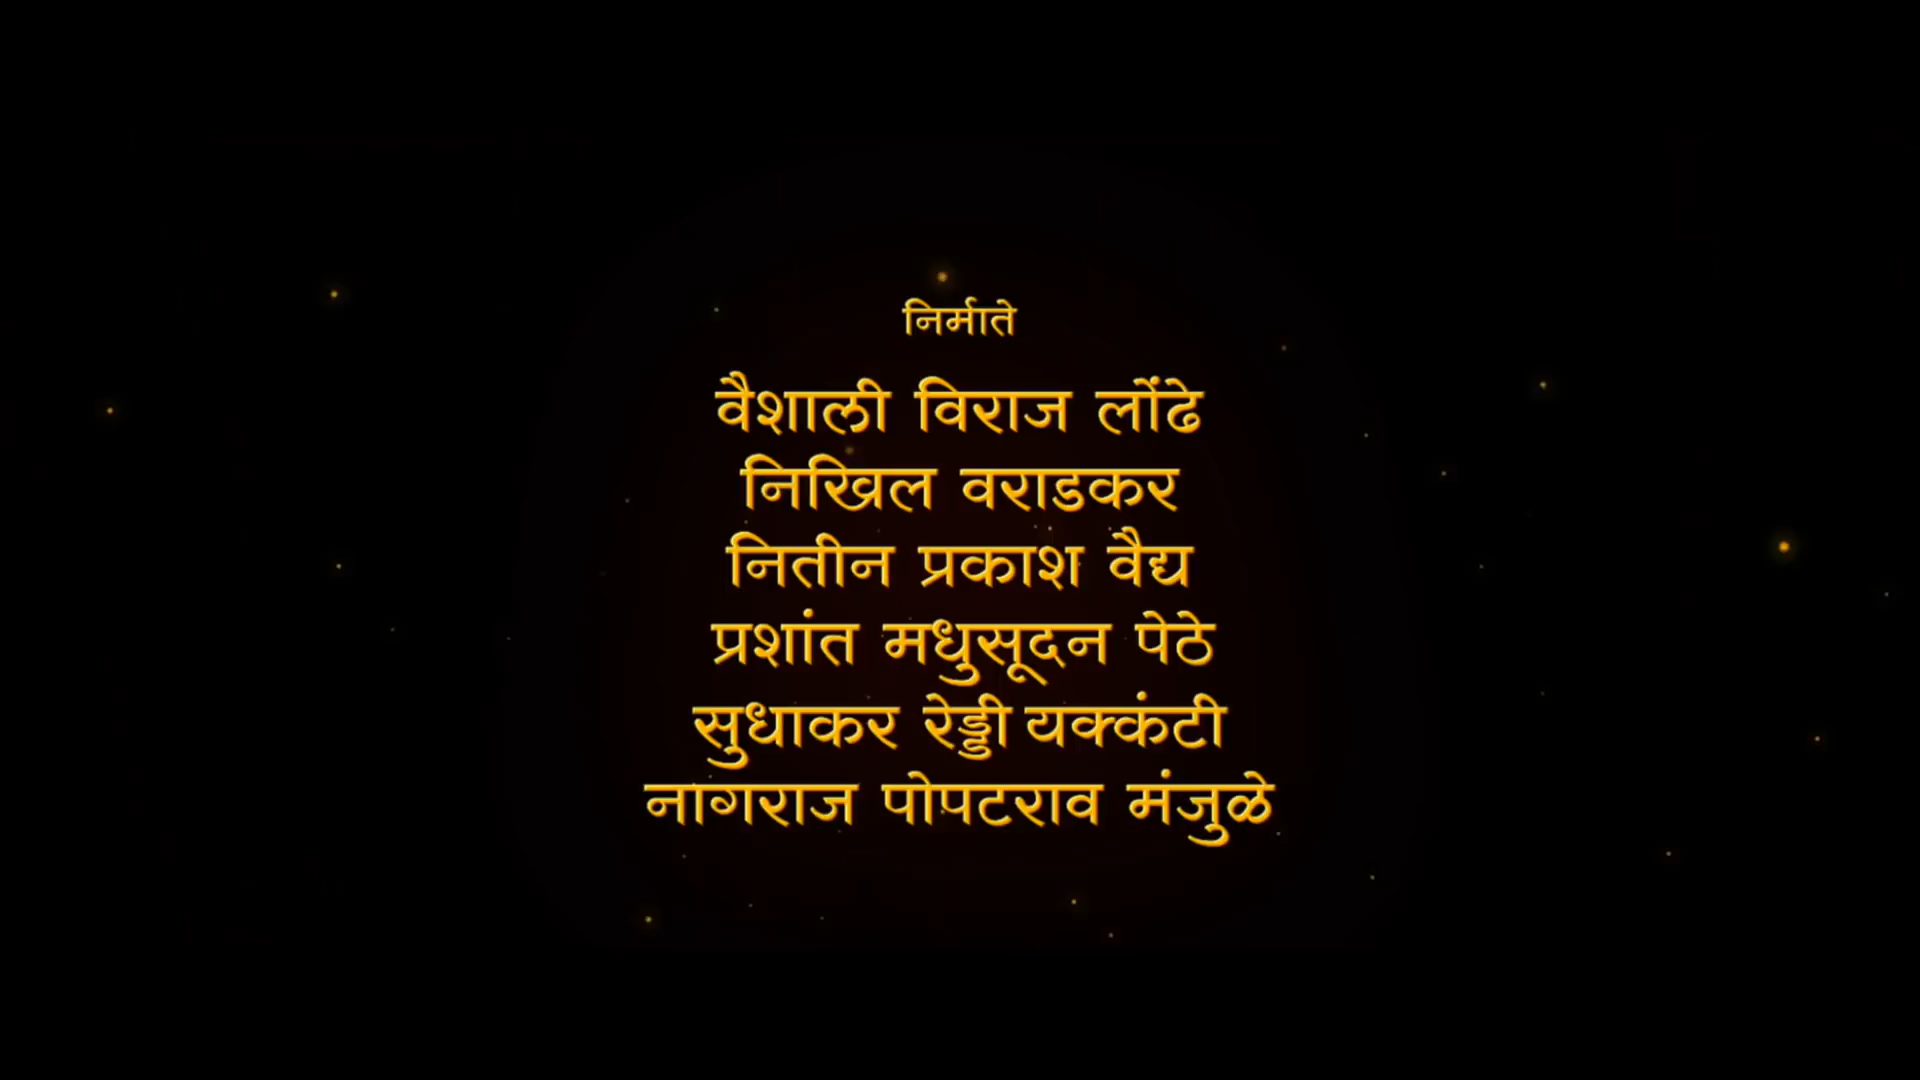 निर्माते
वैशाली विराज लोंढे
निखिल वराडकर
नितीन प्रकाश वैद्य
प्रशांत मधुसूदन पेठे
सुधाकर रेड्डी यक्कंटी
नागराज पोपटराव मंजुळे